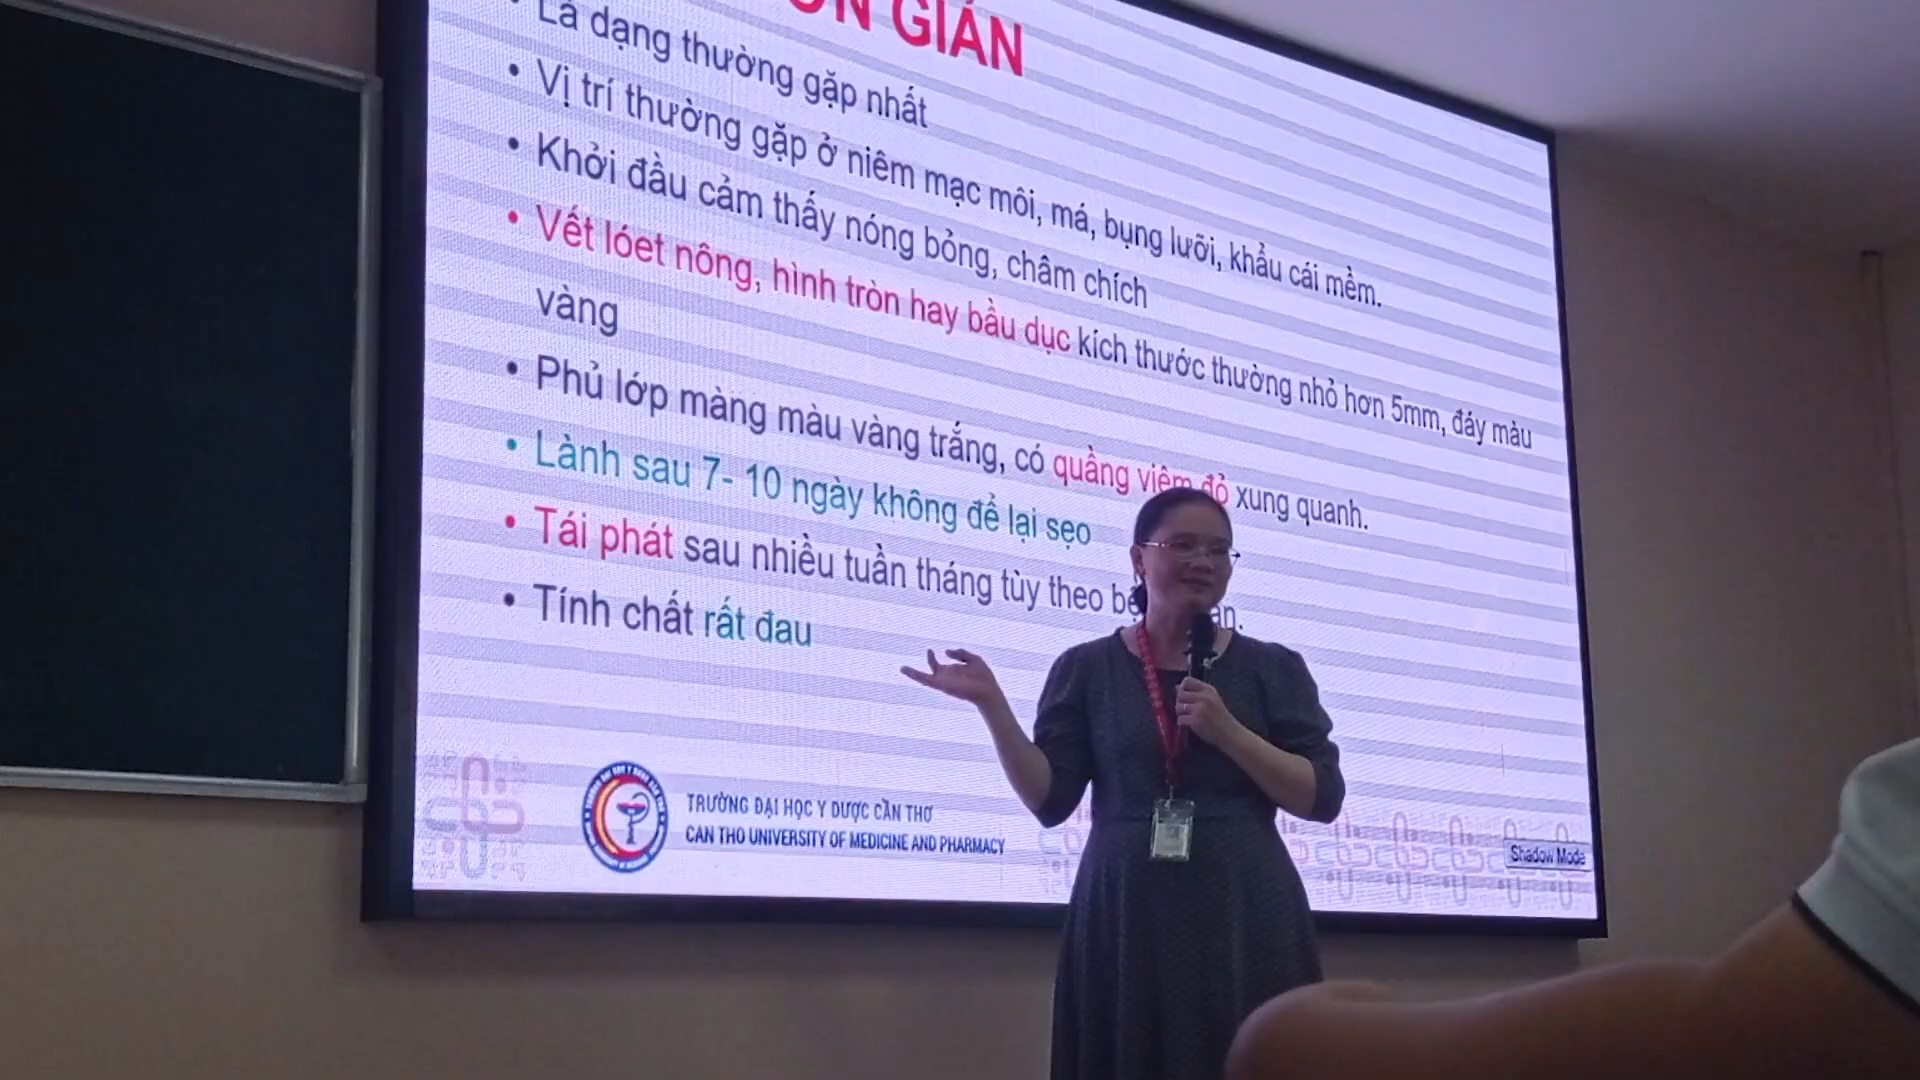 GIẢN
Là dạng thường gặp nhất
• Vị trí thường gặp ở niêm mạc môi, má, bụng lưỡi, khẩu cái mềm.
• Khởi đầu cảm thấy nóng bỏng, châm chích
• Vết lóet nông, hình tròn hay bầu dục kích thước thường nhỏ hơn 5mm, đáy màu
vàng
• Phủ lớp màng màu vàng trắng, có quầng viêm đỏ xung quanh.
• Lành sau 7- 10 ngày không để lại sẹo
• Tái phát sau nhiều tuần tháng tùy theo
• Tính chất rất đau
TRƯỜNG ĐẠI HỌC Y DƯỢC CẦN THƠ
CAN THO UNIVERSITY OF MEDICINE AND PHARMACY
Shadow Mode